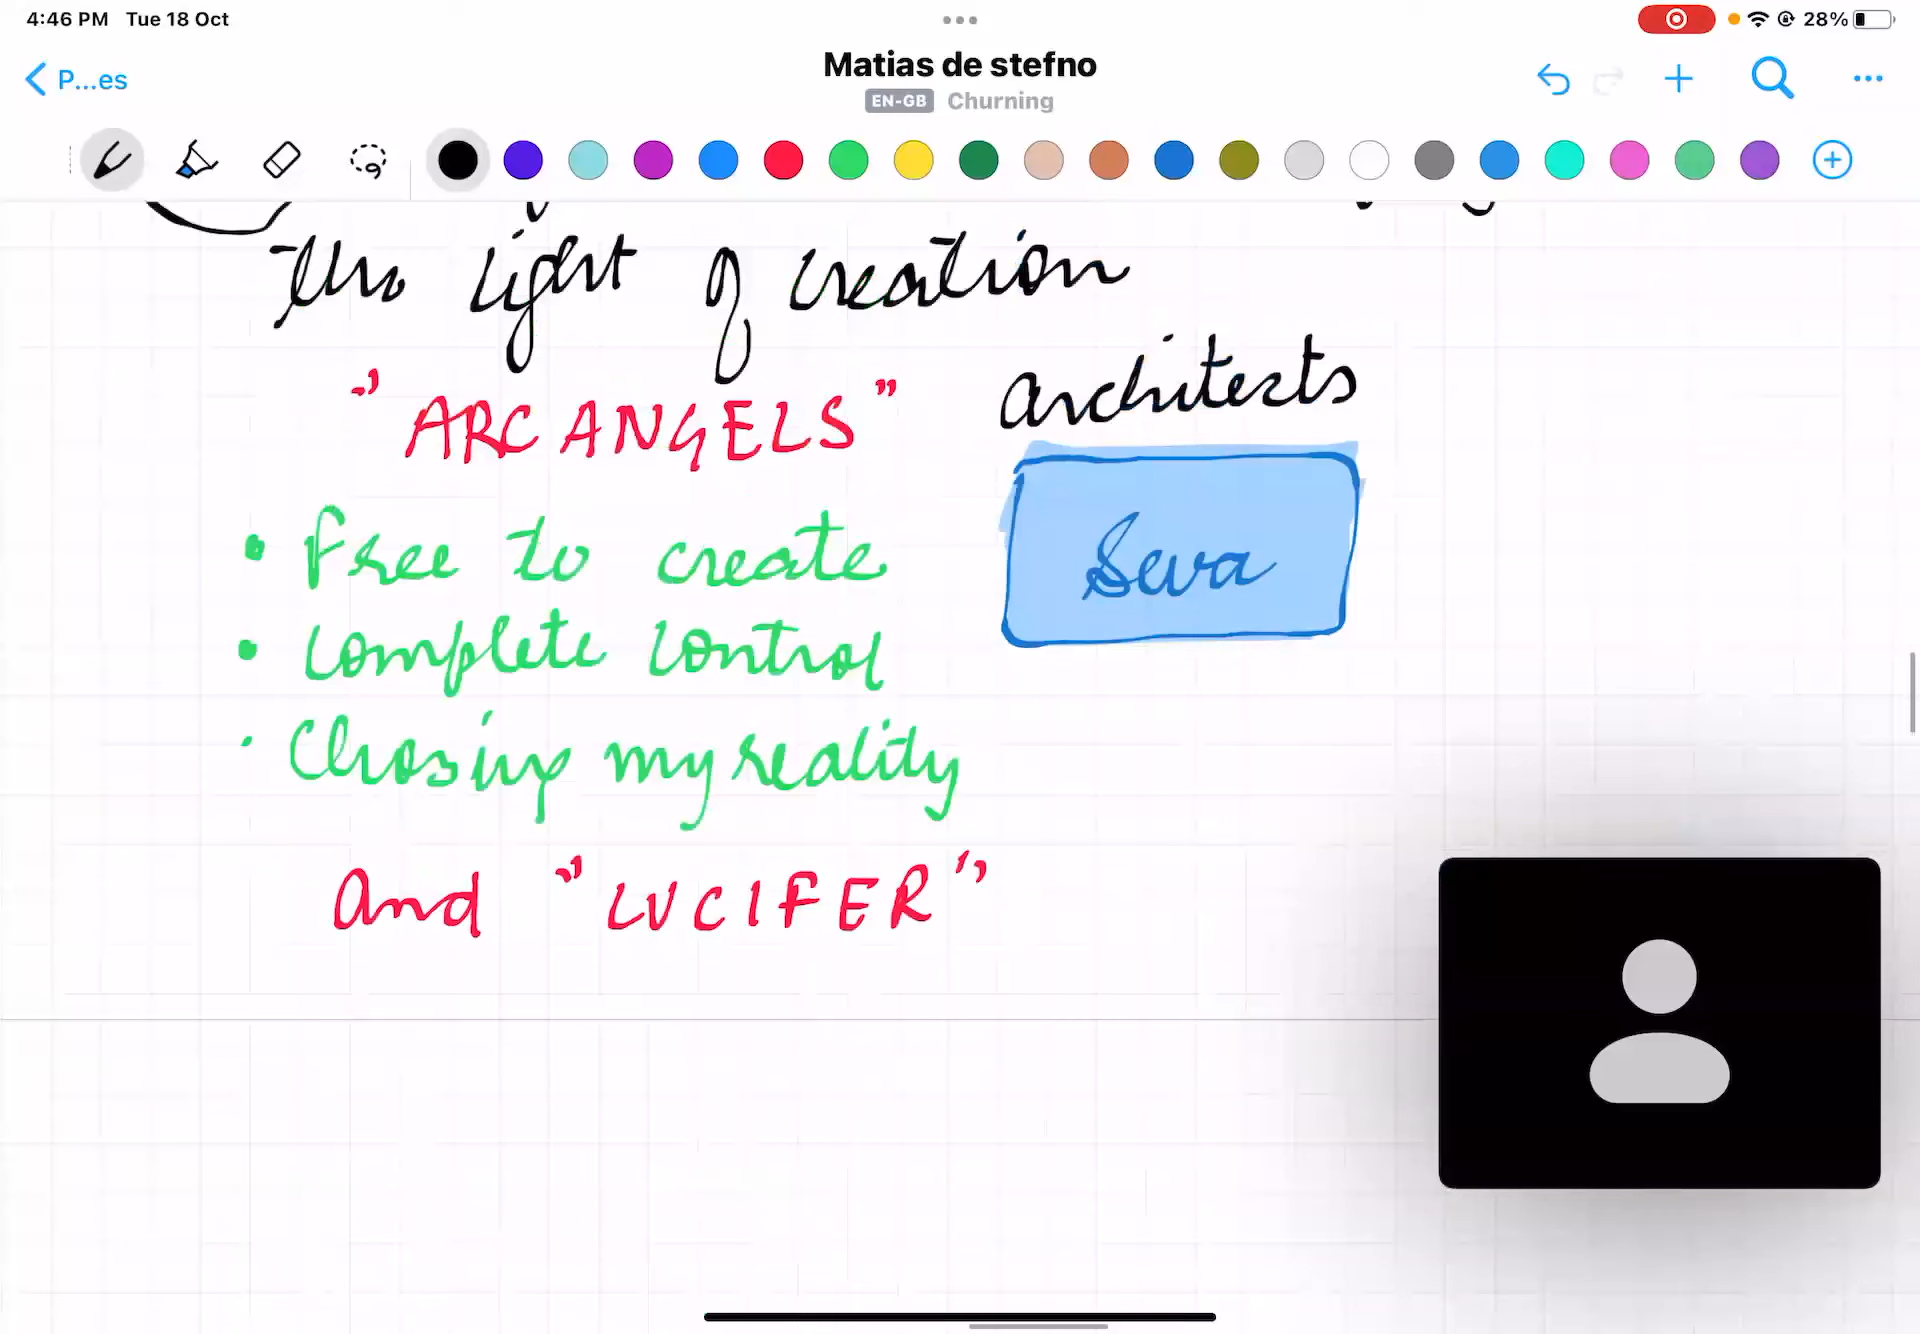 4:46 PM Tue 18 Oct
28%
P...es
Matias de stefno
EN-GB Churning
the light of creation
architects
"ARC ANGELS"
• free to create
Seva
• Complete control
• Chosing my reality
And "LUCIFER"